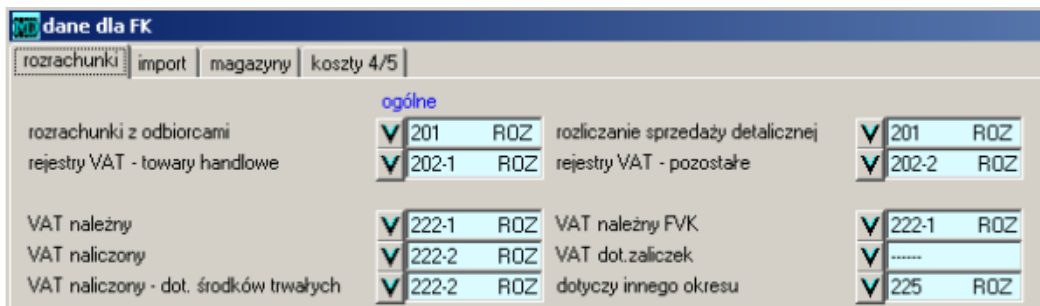 MD dane dla FK
rozrachunki import magazyny koszty 4/5
ogólne
rozrachunki z odbiorcami V 201 ROZ rozliczanie sprzedaży detalicznej V 201 ROZ
rejestry VAT - towary handlowe V 202-1 ROZ rejestry VAT - pozostałe V 202-2 ROZ
VAT należny V 222-1 ROZ VAT należny FVK V 222-1 ROZ
VAT naliczony V 222-2 ROZ VAT dot.zaliczek V ------
VAT naliczony - dot. środków trwałych V 222-2 ROZ dotyczy innego okresu V 225 ROZ